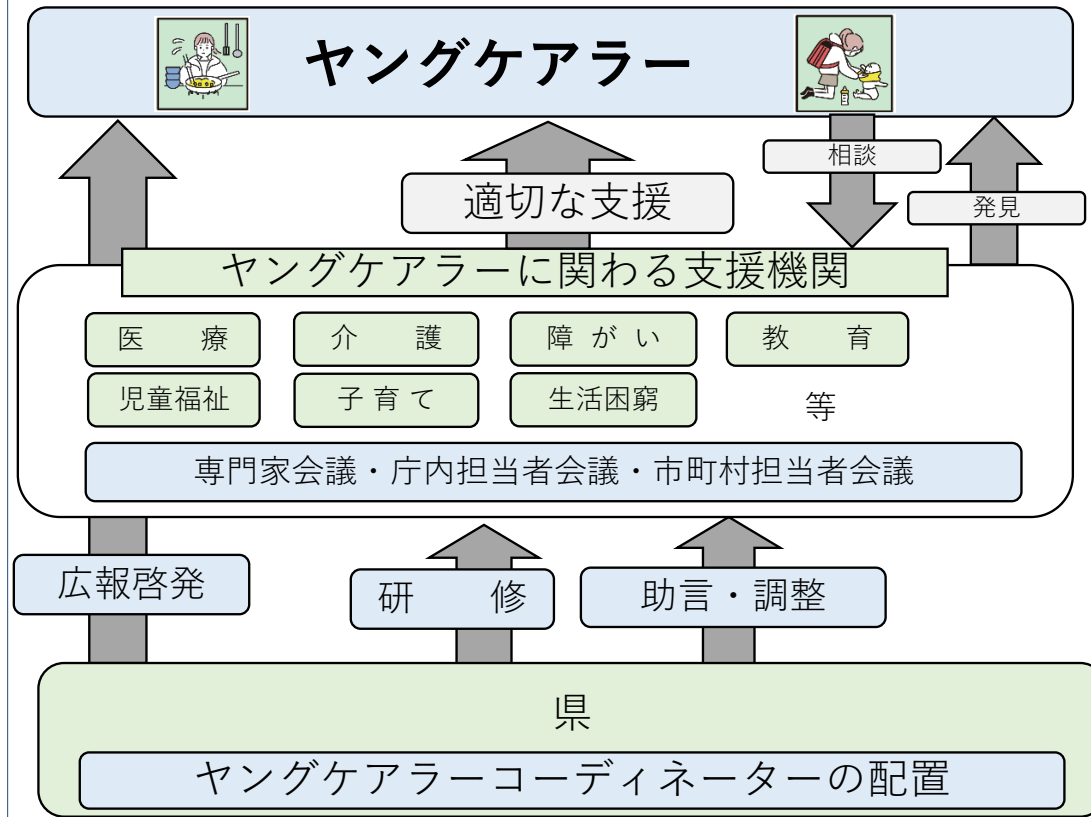 ヤングケアラー
相談
適切な支援
発見
ヤングケアラーに関わる支援機関
医 療
介 護
障 が い
教 育
児童福祉
子 育 て
生活困窮
等
専門家会議・庁内担当者会議・市町村担当者会議
広報啓発
研 修
助言・調整
県
ヤングケアラーコーディネーターの配置